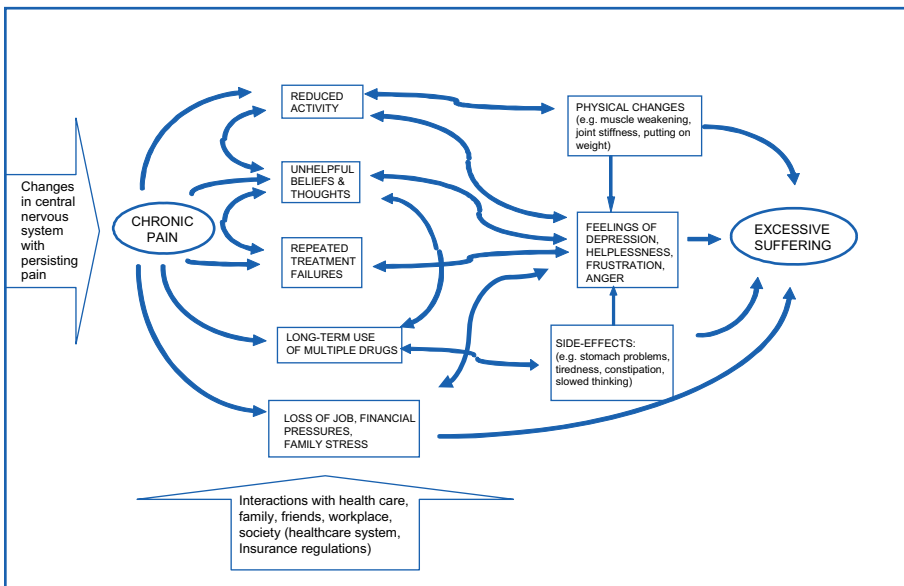 Changes
in central
nervous
system
with
persisting
pain
CHRONIC
PAIN
REDUCED
ACTIVITY
UNHELPFUL
BELIEFS &
THOUGHTS
REPEATED
TREATMENT
FAILURES
LONG-TERM USE
OF MULTIPLE DRUGS
LOSS OF JOB, FINANCIAL
PRESSURES,
FAMILY STRESS
PHYSICAL CHANGES
(e.g. muscle weakening,
joint stiffness, putting on
weight)
FEELINGS OF
DEPRESSION,
HELPLESSNESS,
FRUSTRATION,
ANGER
SIDE-EFFECTS:
(e.g. stomach problems,
tiredness, constipation,
slowed thinking)
EXCESSIVE
SUFFERING
Interactions with health care,
family, friends, workplace,
society (healthcare system,
Insurance regulations)